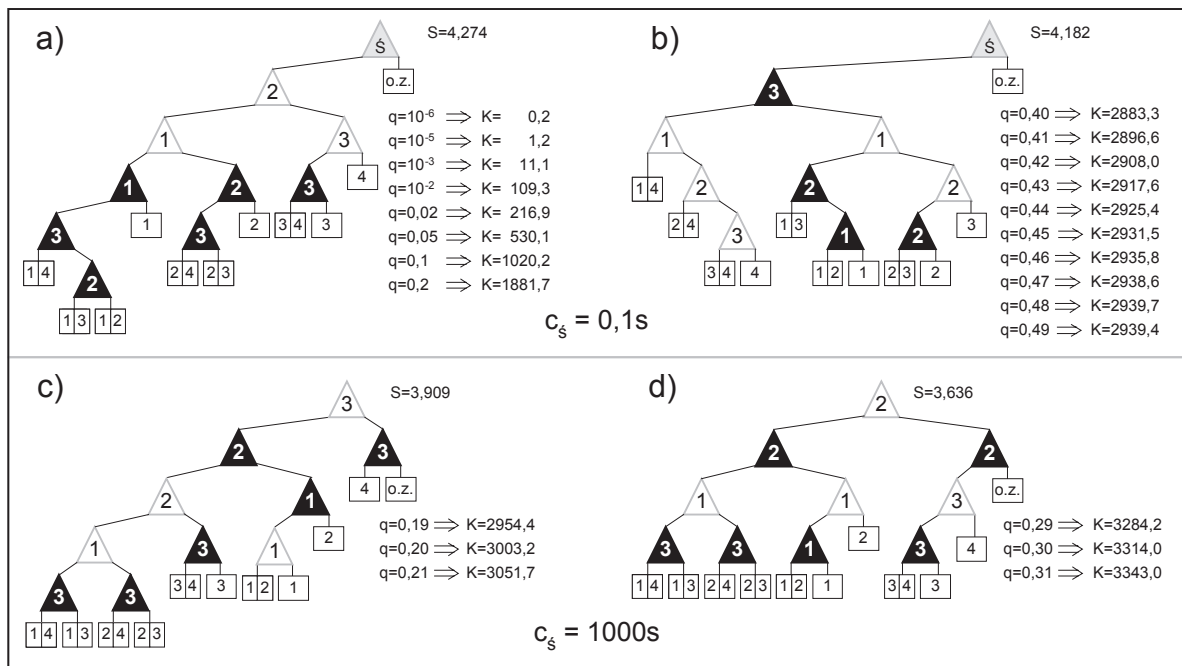 a)
S=4,274
Ś
o.z.
2
1
3
4
1
2
3
3
1
3
2
3 4
3
1 4
2
2 4
2 3
1 3
1 2
q=10⁻⁶ ⇒ K= 0,2
q=10⁻⁵ ⇒ K= 1,2
q=10⁻³ ⇒ K= 11,1
q=10⁻² ⇒ K= 109,3
q=0,02 ⇒ K= 216,9
q=0,05 ⇒ K= 530,1
q=0,1 ⇒ K=1020,2
q=0,2 ⇒ K=1881,7
b)
S=4,182
Ś
o.z.
3
1
1
1 4
2
2
2
2 4
3
1 3
1
2
3
3 4
4
1 2
1
2 3
2
q=0,40 ⇒ K=2883,3
q=0,41 ⇒ K=2896,6
q=0,42 ⇒ K=2908,0
q=0,43 ⇒ K=2917,6
q=0,44 ⇒ K=2925,4
q=0,45 ⇒ K=2931,5
q=0,46 ⇒ K=2935,8
q=0,47 ⇒ K=2938,6
q=0,48 ⇒ K=2939,7
q=0,49 ⇒ K=2939,4
cś = 0,1s
c)
S=3,909
3
2
3
2
1
4
o.z.
1
3
1
2
3
3
3 4
3
1 2
1
1 4
1 3
2 4
2 3
q=0,19 ⇒ K=2954,4
q=0,20 ⇒ K=3003,2
q=0,21 ⇒ K=3051,7
d)
S=3,636
2
2
2
1
1
3
o.z.
3
3
1
2
3
4
1 4
1 3
2 4
2 3
1 2
1
3 4
3
q=0,29 ⇒ K=3284,2
q=0,30 ⇒ K=3314,0
q=0,31 ⇒ K=3343,0
cś = 1000s